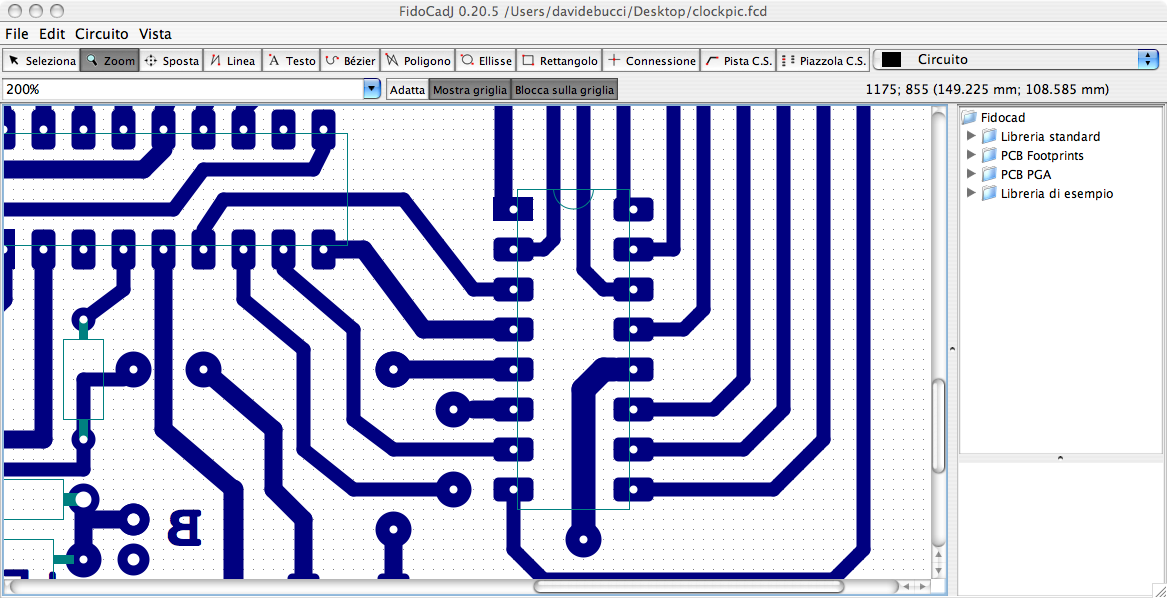 FidoCadJ 0.20.5 /Users/davidebucci/Desktop/clockpic.fcd
File Edit Circuito Vista
Seleziona Zoom Sposta Linea Testo Bézier Poligono Ellisse Rettangolo Connessione Pista C.S. Piazzola C.S. Circuito
200% Adatta Mostra griglia Blocca sulla griglia 1175; 855 (149.225 mm; 108.585 mm)
Fidocad
Libreria standard
PCB Footprints
PCB PGA
Libreria di esempio
B